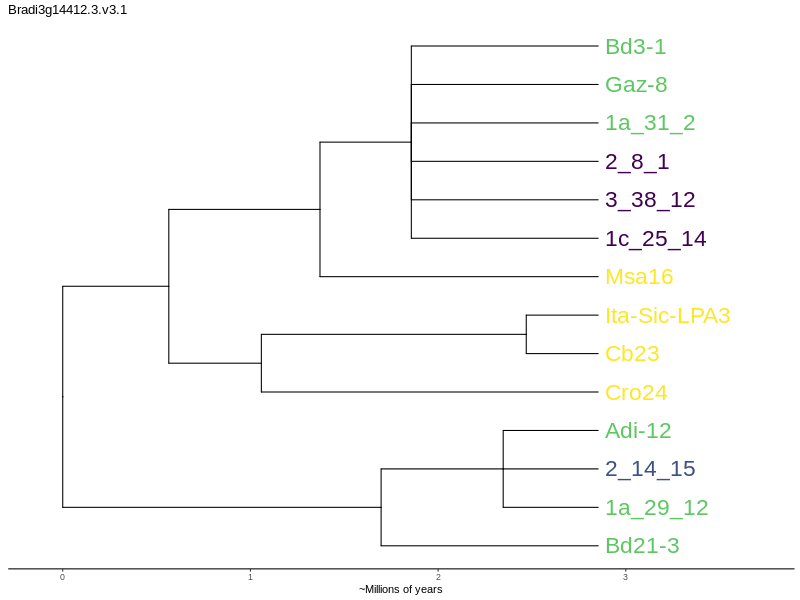 Bradi3g14412.3.v3.1
Bd3-1
Gaz-8
1a_31_2
2_8_1
3_38_12
1c_25_14
Msa16
Ita-Sic-LPA3
Cb23
Cro24
Adi-12
2_14_15
1a_29_12
Bd21-3
0 1 2 3
~Millions of years